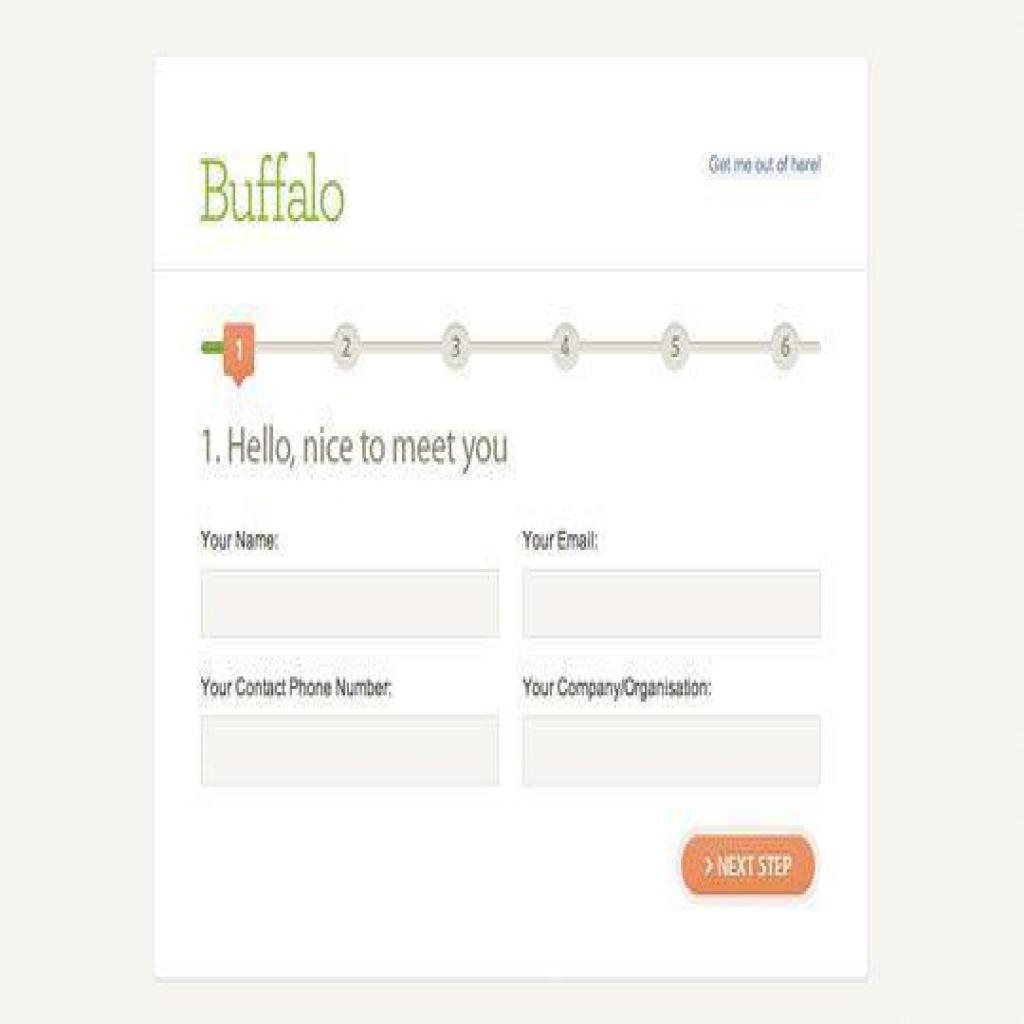 Buffalo
Get me out of here!
1 2 3 4 5 6
1. Hello, nice to meet you
Your Name: Your Email:
Your Contact Phone Number: Your Company/Organisation:
> NEXT STEP